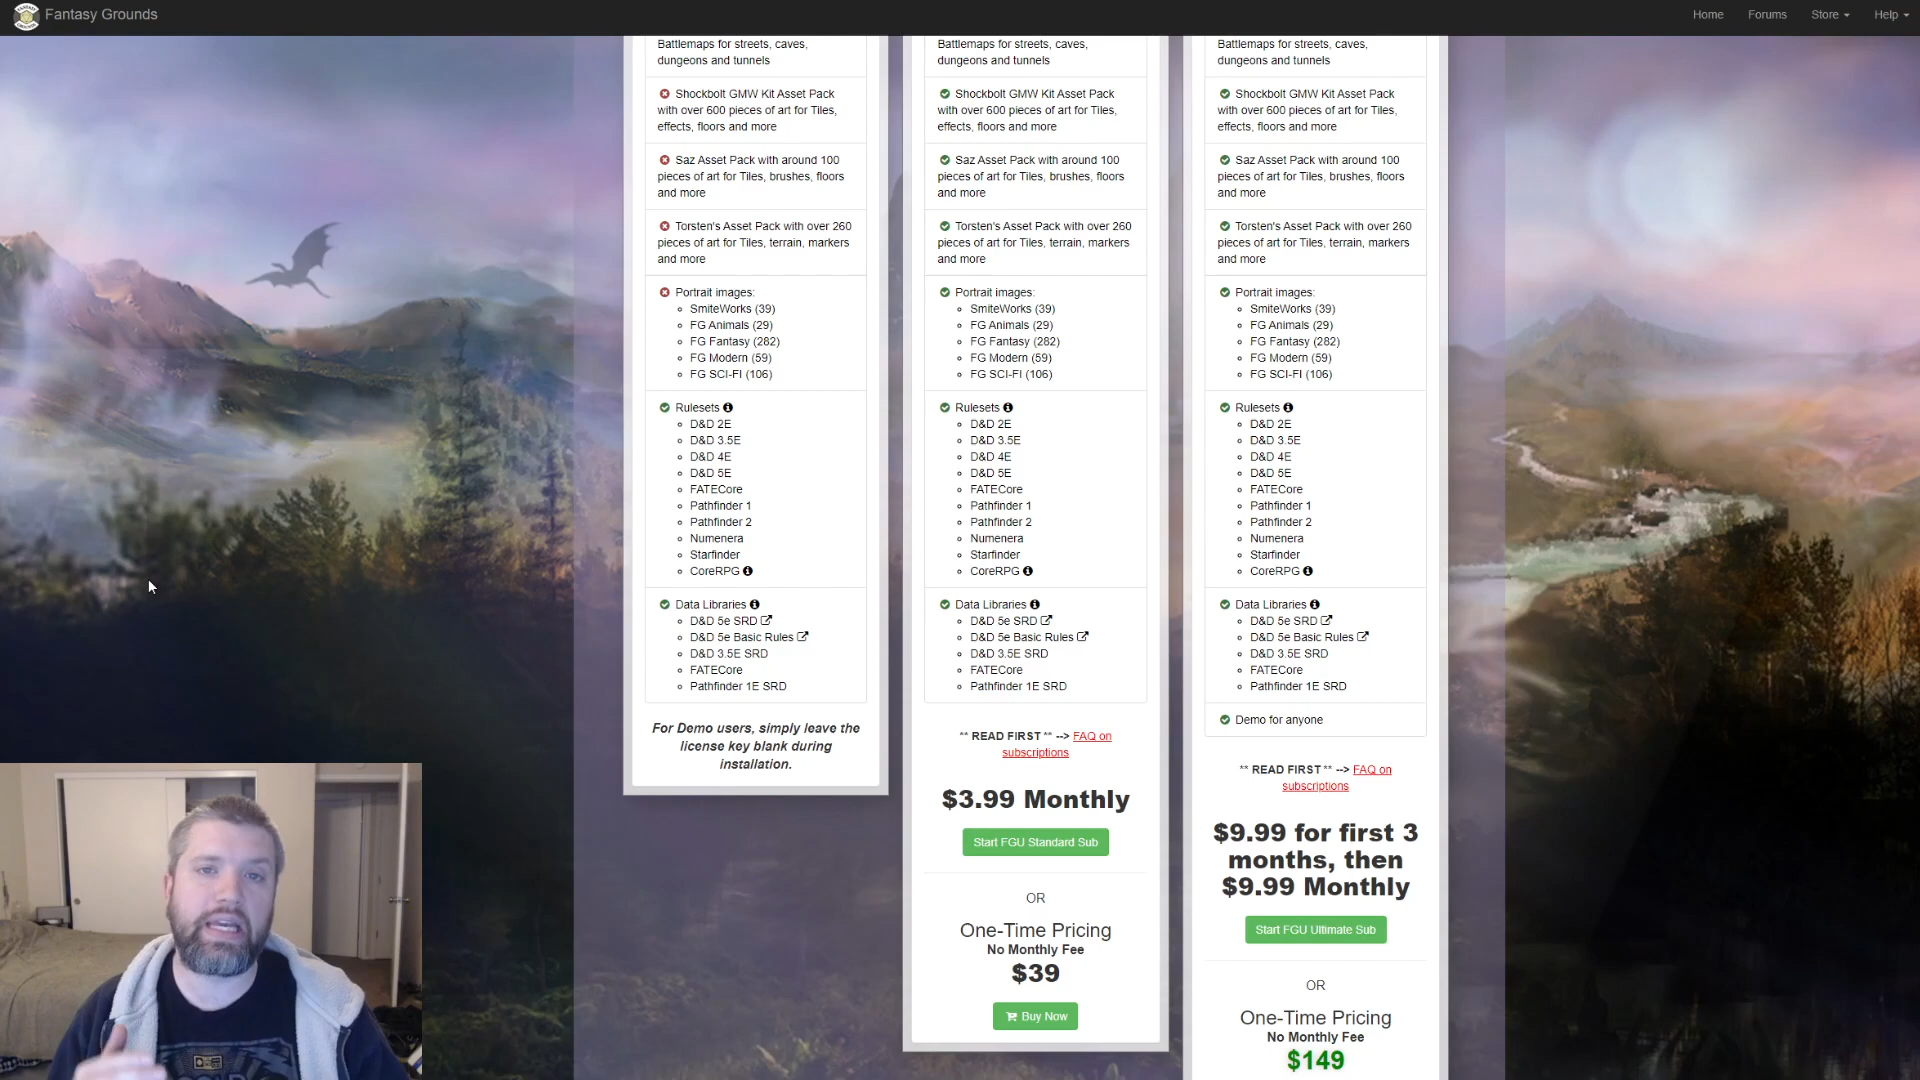 Fantasy Grounds
Home
Forums
Store
Help
Battlemaps for streets, caves,
dungeons and tunnels
Shockbolt GMW Kit Asset Pack
with over 600 pieces of art for Tiles,
effects, floors and more
Saz Asset Pack with around 100
pieces of art for Tiles, brushes, floors
and more
Torsten's Asset Pack with over 260
pieces of art for Tiles, terrain, markers
and more
Portrait images:
SmiteWorks (39)
FG Animals (29)
FG Fantasy (282)
FG Modern (59)
FG SCI-FI (106)
Rulesets
D&D 2E
D&D 3.5E
D&D 4E
D&D 5E
FATECore
Pathfinder 1
Pathfinder 2
Numenera
Starfinder
CoreRPG
Data Libraries
D&D 5e SRD
D&D 5e Basic Rules
D&D 3.5E SRD
FATECore
Pathfinder 1E SRD
For Demo users, simply leave the
license key blank during
installation.
Battlemaps for streets, caves,
dungeons and tunnels
Shockbolt GMW Kit Asset Pack
with over 600 pieces of art for Tiles,
effects, floors and more
Saz Asset Pack with around 100
pieces of art for Tiles, brushes, floors
and more
Torsten's Asset Pack with over 260
pieces of art for Tiles, terrain, markers
and more
Portrait images:
SmiteWorks (39)
FG Animals (29)
FG Fantasy (282)
FG Modern (59)
FG SCI-FI (106)
Rulesets
D&D 2E
D&D 3.5E
D&D 4E
D&D 5E
FATECore
Pathfinder 1
Pathfinder 2
Numenera
Starfinder
CoreRPG
Data Libraries
D&D 5e SRD
D&D 5e Basic Rules
D&D 3.5E SRD
FATECore
Pathfinder 1E SRD
** READ FIRST ** --> FAQ on
subscriptions
$3.99 Monthly
Start FGU Standard Sub
OR
One-Time Pricing
No Monthly Fee
$39
Buy Now
Battlemaps for streets, caves,
dungeons and tunnels
Shockbolt GMW Kit Asset Pack
with over 600 pieces of art for Tiles,
effects, floors and more
Saz Asset Pack with around 100
pieces of art for Tiles, brushes, floors
and more
Torsten's Asset Pack with over 260
pieces of art for Tiles, terrain, markers
and more
Portrait images:
SmiteWorks (39)
FG Animals (29)
FG Fantasy (282)
FG Modern (59)
FG SCI-FI (106)
Rulesets
D&D 2E
D&D 3.5E
D&D 4E
D&D 5E
FATECore
Pathfinder 1
Pathfinder 2
Numenera
Starfinder
CoreRPG
Data Libraries
D&D 5e SRD
D&D 5e Basic Rules
D&D 3.5E SRD
FATECore
Pathfinder 1E SRD
Demo for anyone
** READ FIRST ** --> FAQ on
subscriptions
$9.99 for first 3
months, then
$9.99 Monthly
Start FGU Ultimate Sub
OR
One-Time Pricing
No Monthly Fee
$149